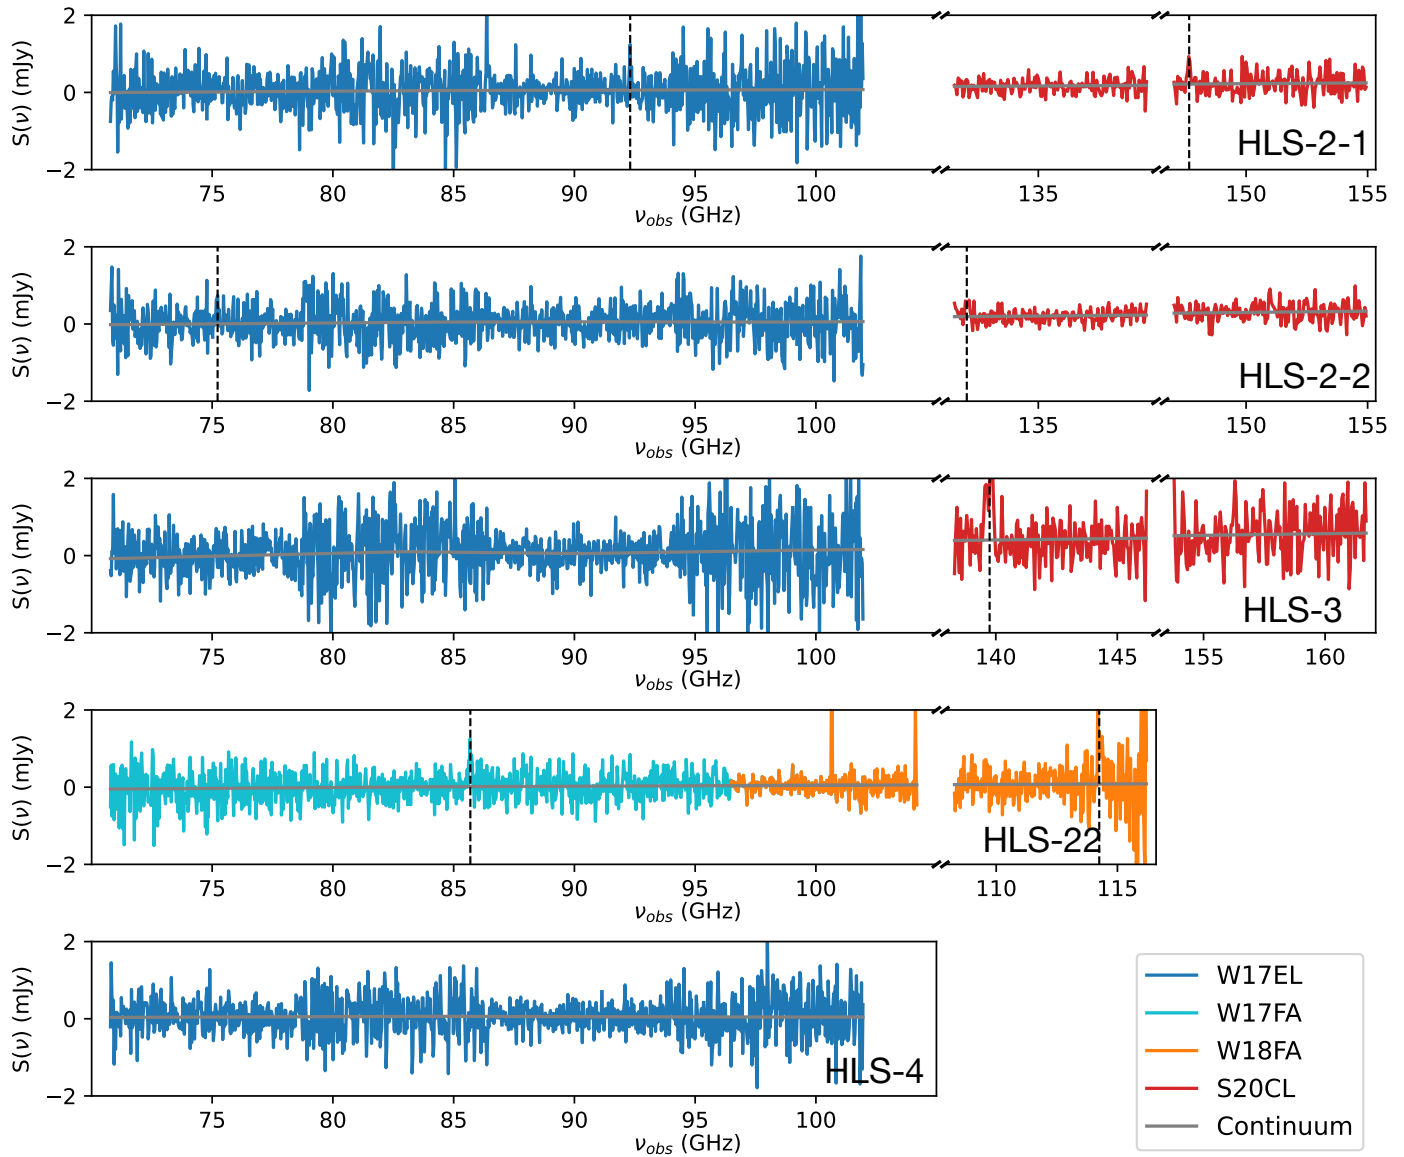 2
0
−2
S(ν) (mJy)
HLS-2-1
75 80 85 90 95 100 135 150 155
ν_obs (GHz)
2
0
−2
S(ν) (mJy)
HLS-2-2
75 80 85 90 95 100 135 150 155
ν_obs (GHz)
2
0
−2
S(ν) (mJy)
HLS-3
75 80 85 90 95 100 140 145 155 160
ν_obs (GHz)
2
0
−2
S(ν) (mJy)
HLS-22
75 80 85 90 95 100 110 115
ν_obs (GHz)
2
0
−2
S(ν) (mJy)
HLS-4
75 80 85 90 95 100
ν_obs (GHz)
W17EL
W17FA
W18FA
S20CL
Continuum